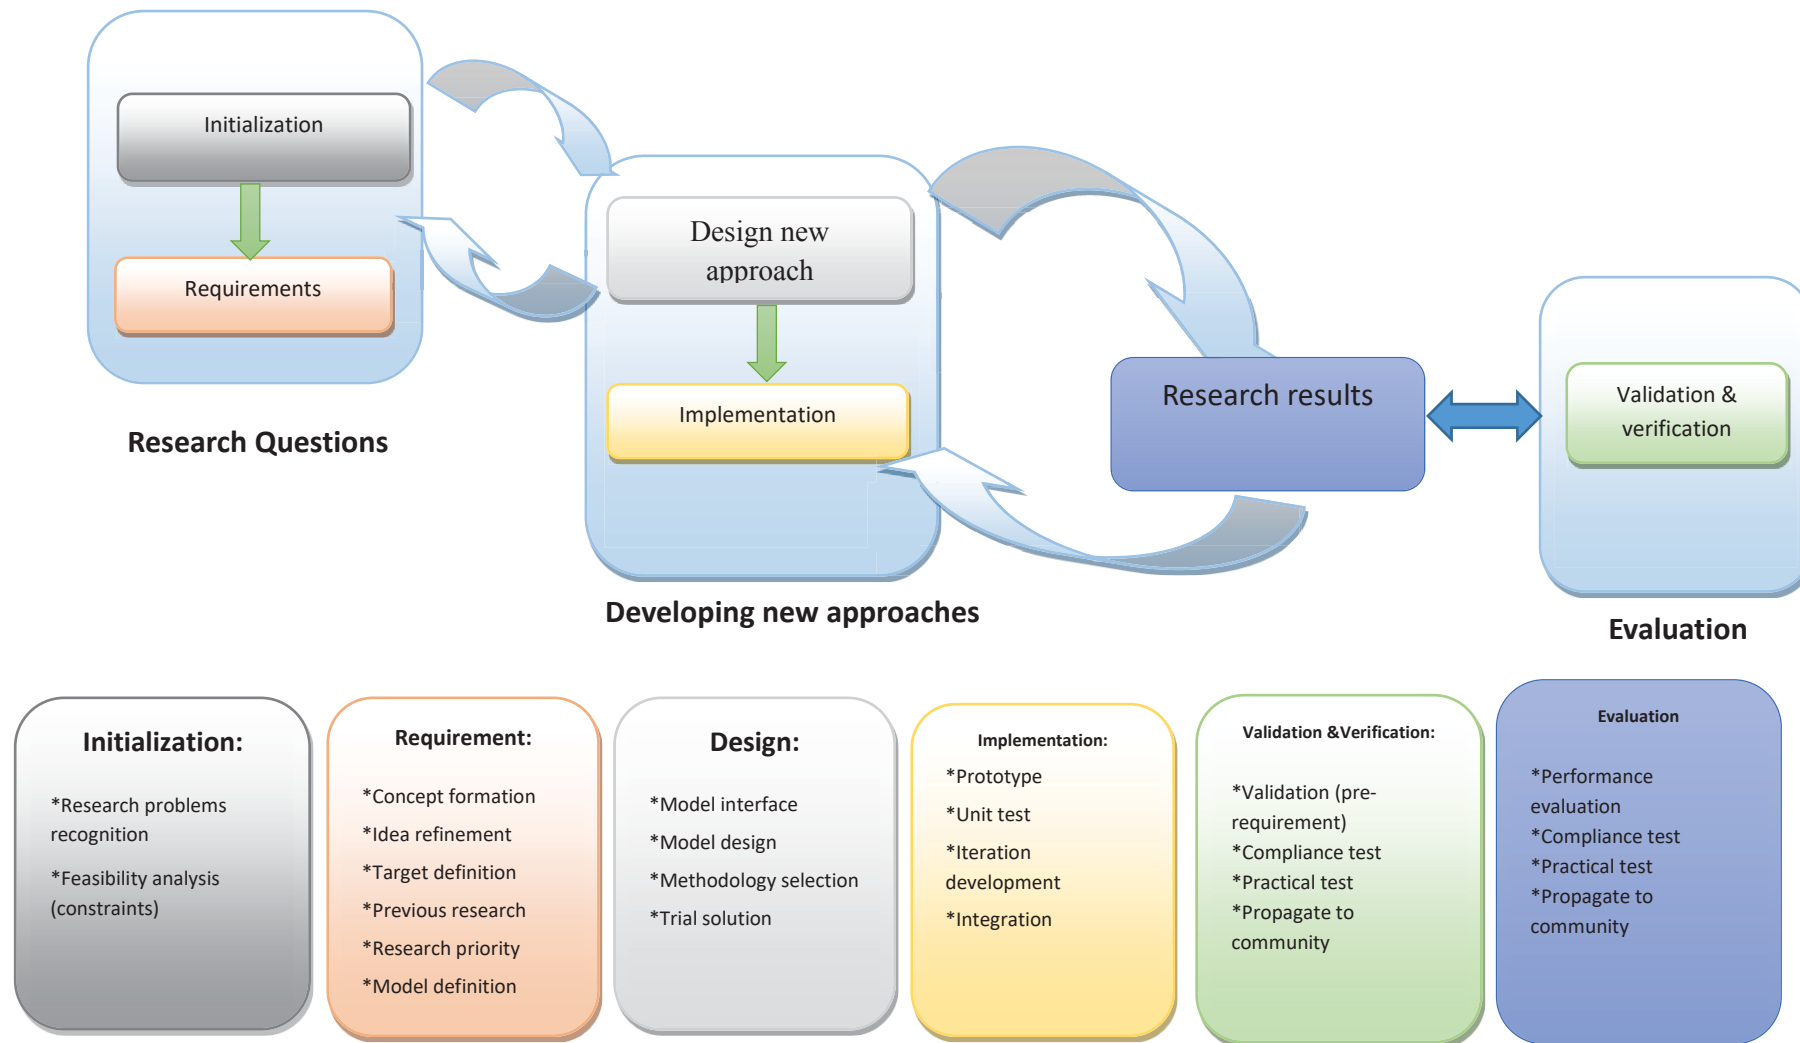 Initialization
Requirements
Research Questions
Design new
approach
Implementation
Developing new approaches
Research results
Validation &
verification
Evaluation
Initialization:
*Research problems
recognition
*Feasibility analysis
(constraints)
Requirement:
*Concept formation
*Idea refinement
*Target definition
*Previous research
*Research priority
*Model definition
Design:
*Model interface
*Model design
*Methodology selection
*Trial solution
Implementation:
*Prototype
*Unit test
*Iteration
development
*Integration
Validation &Verification:
*Validation (pre-
requirement)
*Compliance test
*Practical test
*Propagate to
community
Evaluation
*Performance
evaluation
*Compliance test
*Practical test
*Propagate to
community